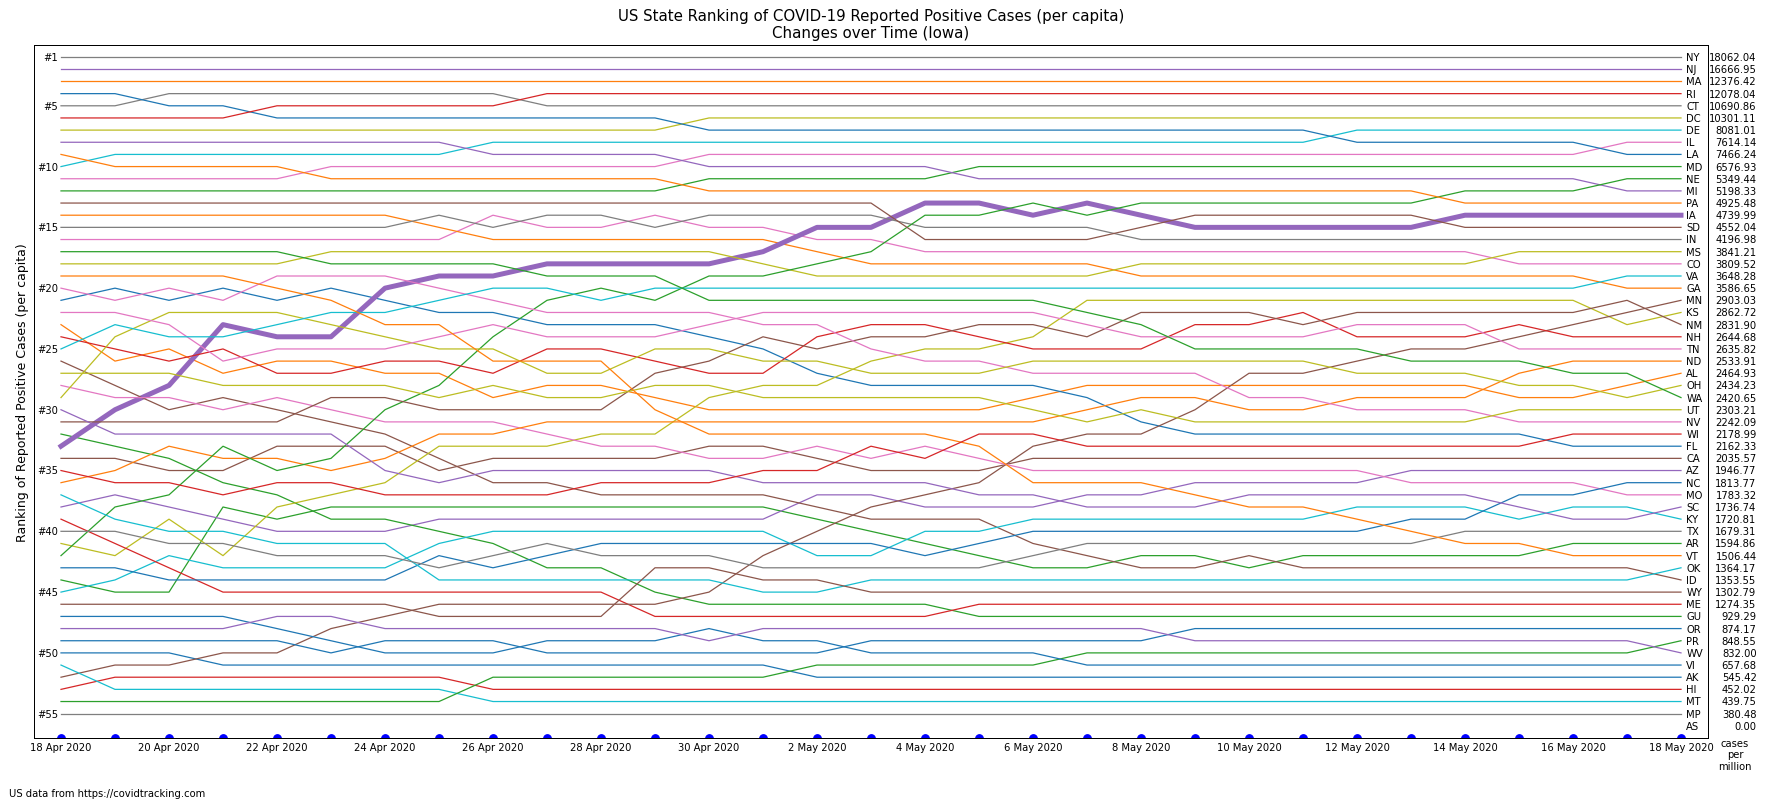 US State Ranking of COVID-19 Reported Positive Cases (per capita)
Changes over Time (Iowa)
Ranking of Reported Positive Cases (per capita)
#1
#5
#10
#15
#20
#25
#30
#35
#40
#45
#50
#55
NY 18062.04
NJ 16666.95
MA 12376.42
RI 12078.04
CT 10690.86
DC 10301.11
DE 8081.01
IL 7614.14
LA 7466.24
MD 6576.93
NE 5349.44
MI 5198.33
PA 4925.48
IA 4739.99
SD 4552.04
IN 4196.98
MS 3841.21
CO 3809.52
VA 3648.28
GA 3586.65
MN 2903.03
KS 2862.72
NM 2831.90
NH 2644.68
TN 2635.82
ND 2533.91
AL 2464.93
OH 2434.23
WA 2420.65
UT 2303.21
NV 2242.09
WI 2178.99
FL 2162.33
CA 2035.57
AZ 1946.77
NC 1813.77
MO 1783.32
SC 1736.74
KY 1720.81
TX 1679.31
AR 1594.86
VT 1506.44
OK 1364.17
ID 1353.55
WY 1302.79
ME 1274.35
GU 929.29
OR 874.17
PR 848.55
WV 832.00
VI 657.68
AK 545.42
HI 452.02
MT 439.75
MP 380.48
AS 0.00
18 Apr 2020 20 Apr 2020 22 Apr 2020 24 Apr 2020 26 Apr 2020 28 Apr 2020 30 Apr 2020 2 May 2020 4 May 2020 6 May 2020 8 May 2020 10 May 2020 12 May 2020 14 May 2020 16 May 2020 18 May 2020
cases
per
million
US data from https://covidtracking.com